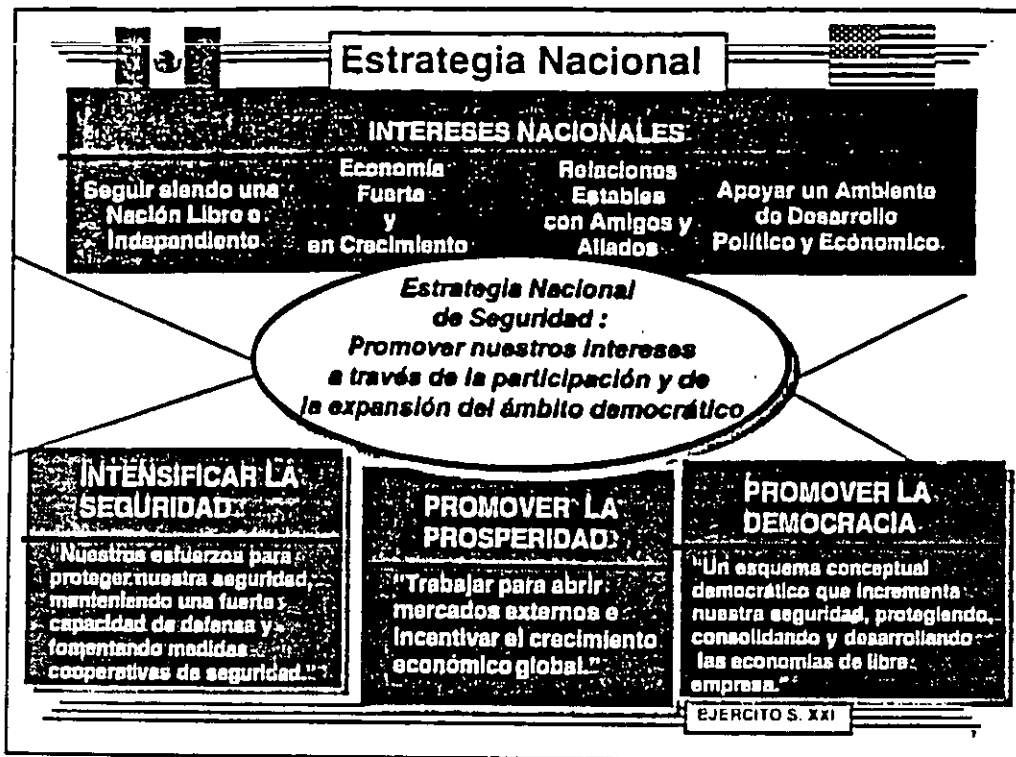 Estrategia Nacional
INTERESES NACIONALES
Seguir siendo una
Nación Libre e
Independiente
Economía
Fuerte
y
en Crecimiento
Relaciones
Estables
con Amigos y
Aliados
Apoyar un Ambiente
de Desarrollo
Político y Ecónomico.
Estrategia Nacional
de Seguridad :
Promover nuestros intereses
a través de la participación y de
la expansión del ámbito democrático
INTENSIFICAR LA
SEGURIDAD
"Nuestros esfuerzos para
proteger nuestra seguridad,
manteniendo una fuerte
capacidad de defensa y
fomentando medidas
cooperativas de seguridad."
PROMOVER LA
PROSPERIDAD
"Trabajar para abrir
mercados externos e
incentivar el crecimiento
económico global."
PROMOVER LA
DEMOCRACIA
"Un esquema conceptual
democrático que incrementa
nuestra seguridad, protegiendo,
consolidando y desarrollando
las economías de libre
empresa."
EJERCITO S. XXI